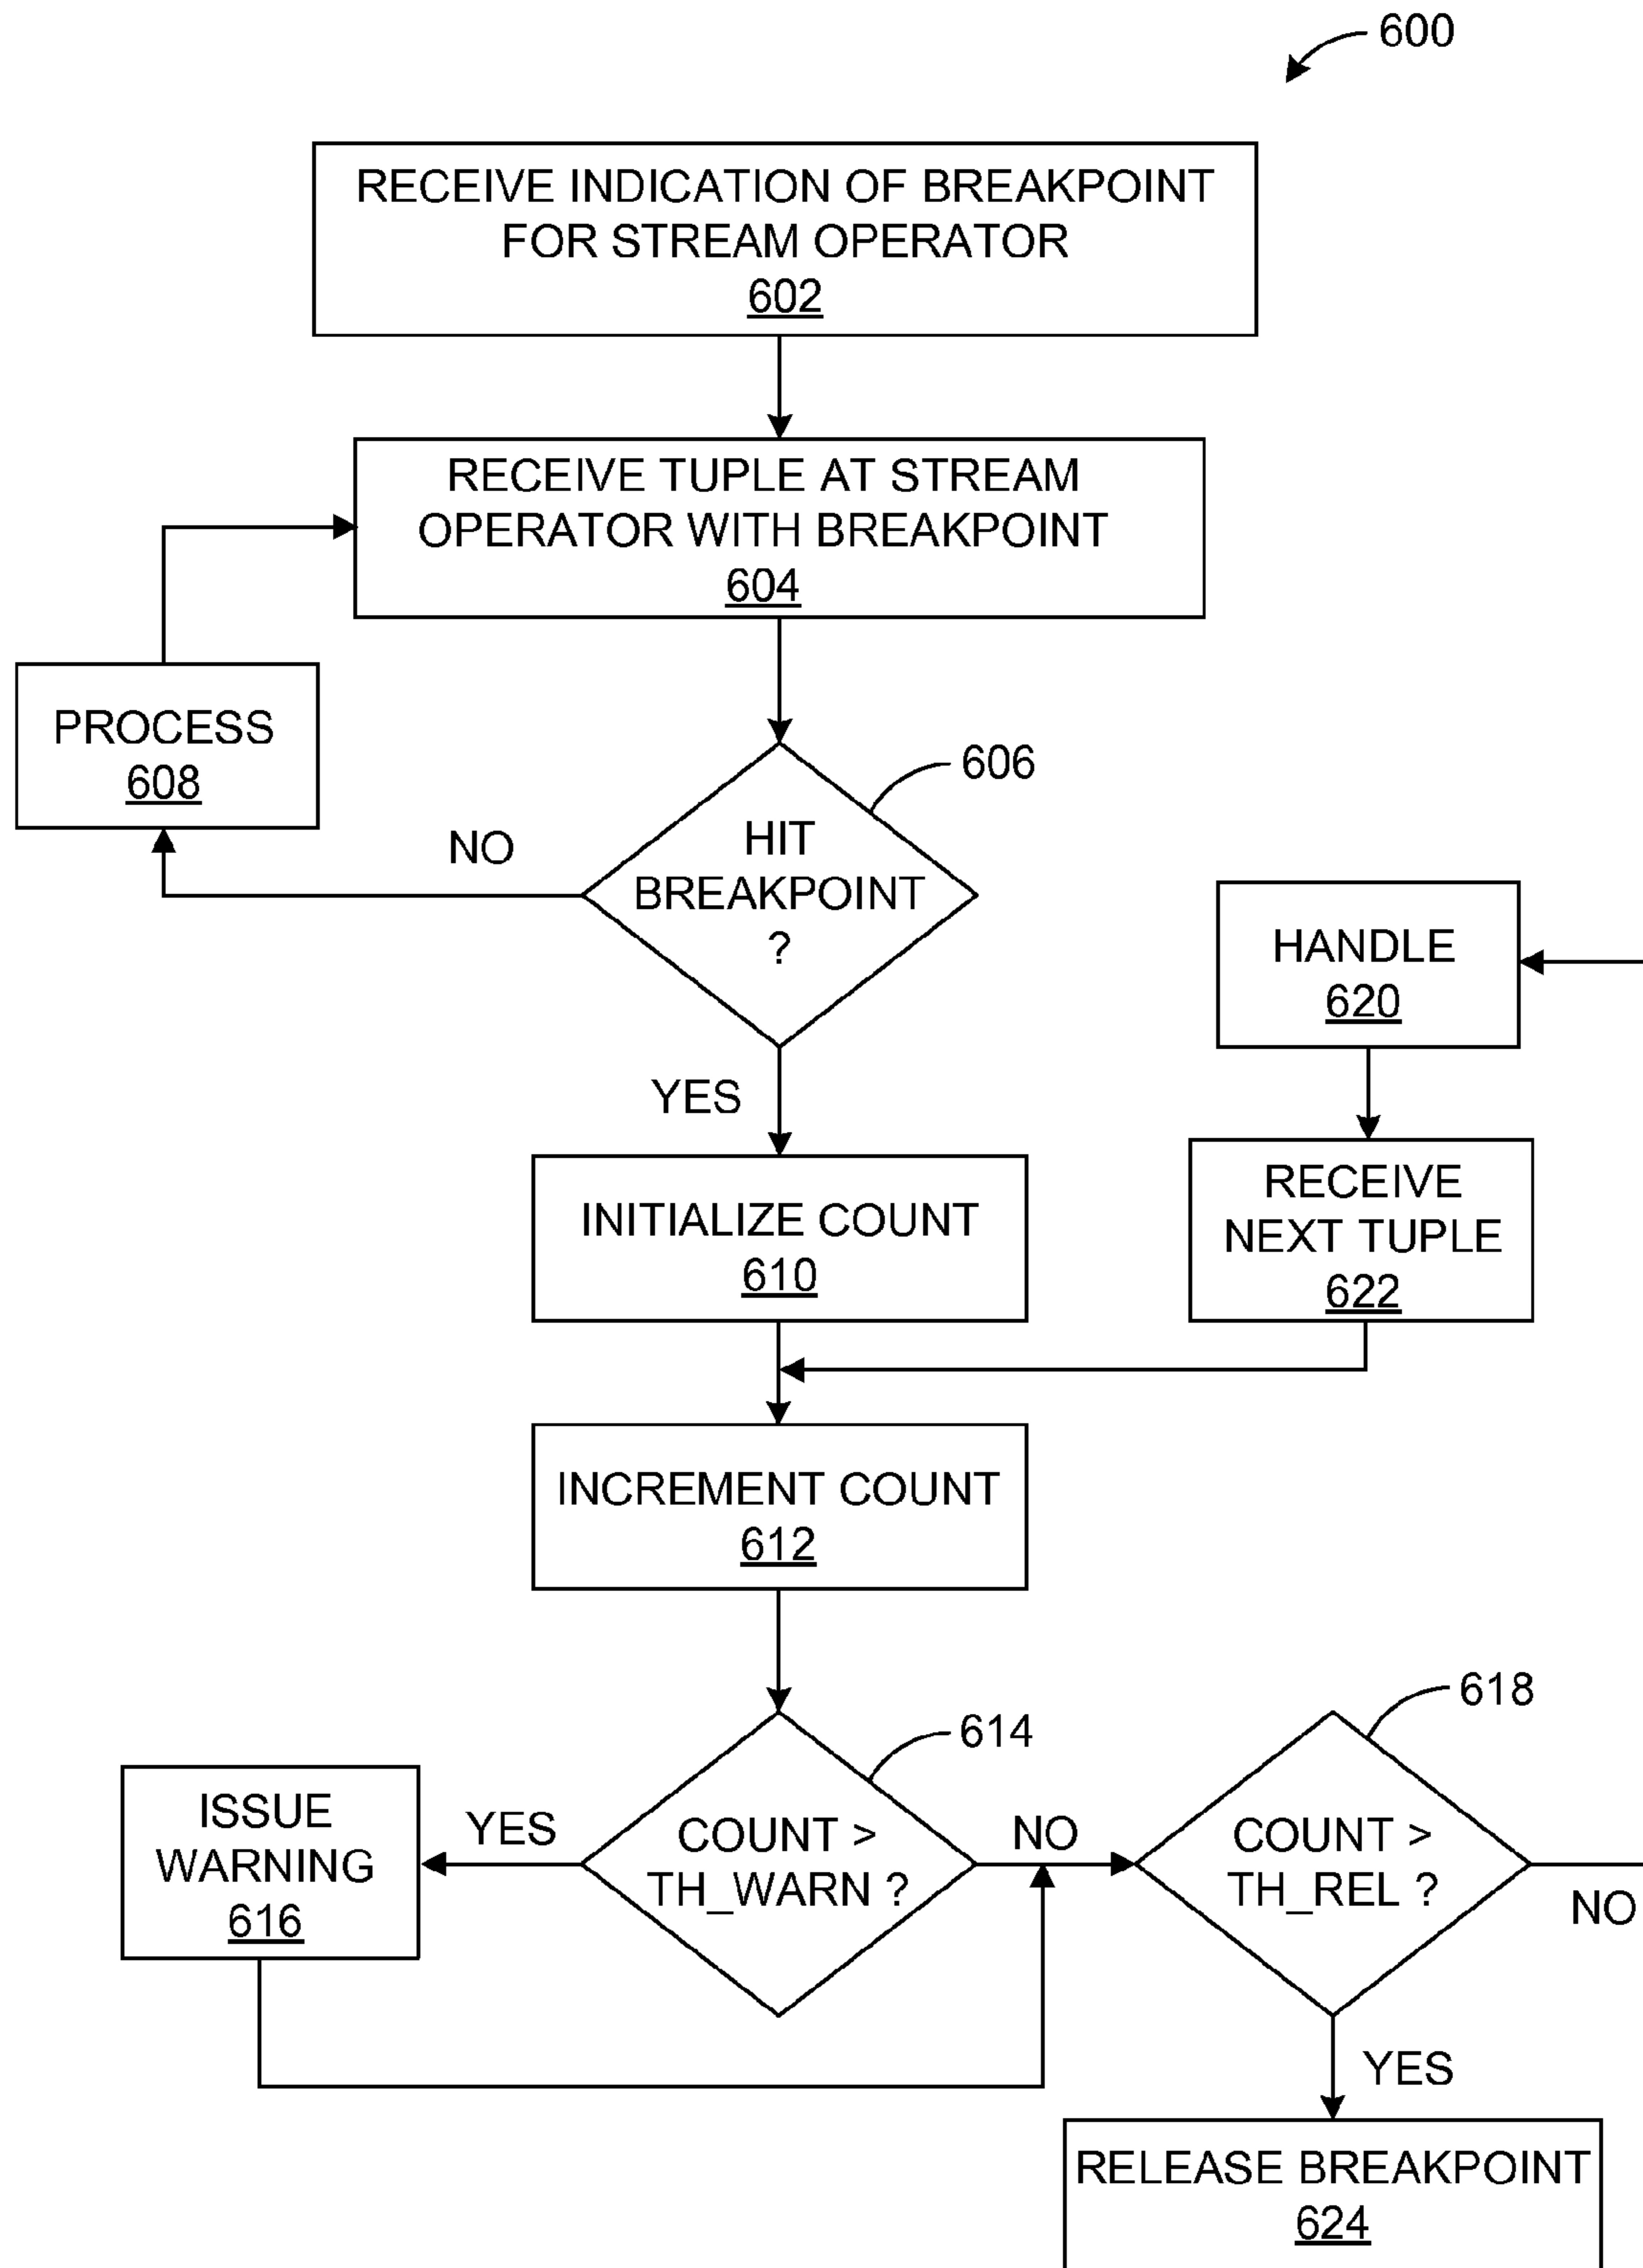 600
RECEIVE INDICATION OF BREAKPOINT
FOR STREAM OPERATOR
602
RECEIVE TUPLE AT STREAM
OPERATOR WITH BREAKPOINT
604
PROCESS
608
606
HIT
BREAKPOINT
?
NO
YES
HANDLE
620
INITIALIZE COUNT
610
RECEIVE
NEXT TUPLE
622
INCREMENT COUNT
612
614
COUNT >
TH_WARN ?
YES
ISSUE
WARNING
616
NO
618
COUNT >
TH_REL ?
NO
YES
RELEASE BREAKPOINT
624